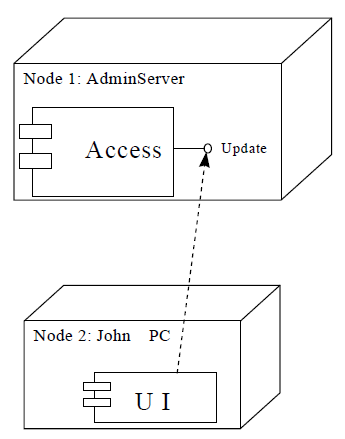 Node 1: AdminServer
Access
Update
Node 2: John PC
U I